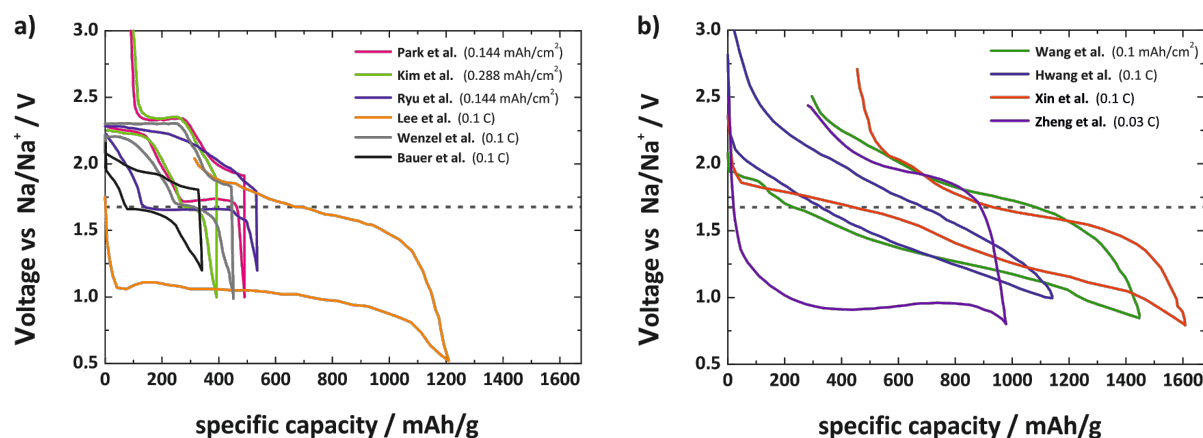 a)
Voltage vs Na/Na⁺ / V
3.0
2.5
2.0
1.5
1.0
0.5
0 200 400 600 800 1000 1200 1400 1600
specific capacity / mAh/g
Park et al. (0.144 mAh/cm²)
Kim et al. (0.288 mAh/cm²)
Ryu et al. (0.144 mAh/cm²)
Lee et al. (0.1 C)
Wenzel et al. (0.1 C)
Bauer et al. (0.1 C)
b)
Voltage vs Na/Na⁺ / V
3.0
2.5
2.0
1.5
1.0
0.5
0 200 400 600 800 1000 1200 1400 1600
specific capacity / mAh/g
Wang et al. (0.1 mAh/cm²)
Hwang et al. (0.1 C)
Xin et al. (0.1 C)
Zheng et al. (0.03 C)